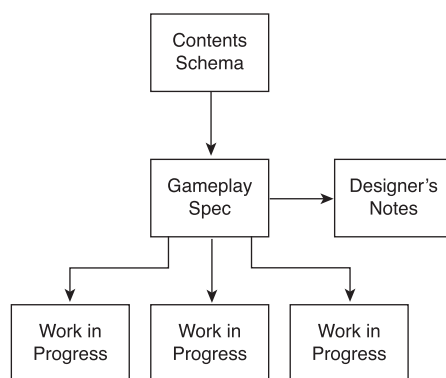 Contents
Schema
Gameplay
Spec
Designer's
Notes
Work in
Progress
Work in
Progress
Work in
Progress